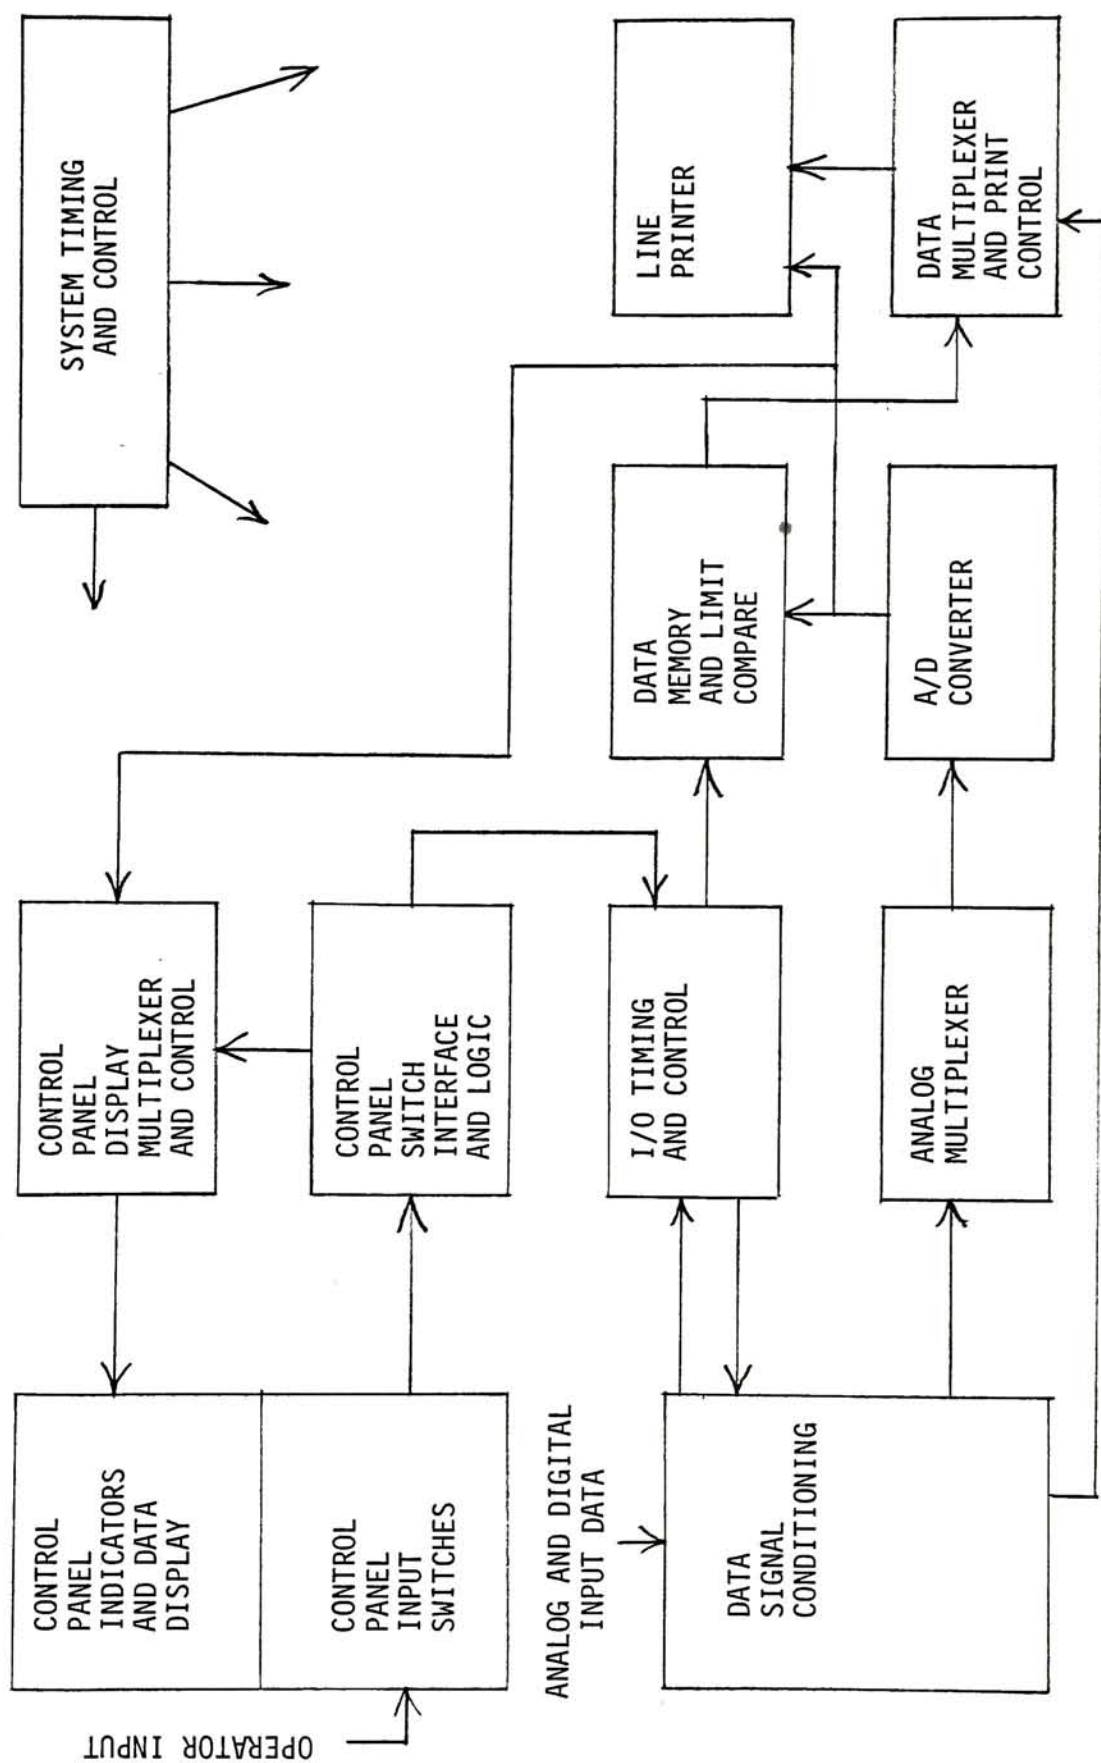 SYSTEM TIMING
AND CONTROL
CONTROL
PANEL
INDICATORS
AND DATA
DISPLAY
CONTROL
PANEL
DISPLAY
MULTIPLEXER
AND CONTROL
OPERATOR INPUT
CONTROL
PANEL
INPUT
SWITCHES
CONTROL
PANEL
SWITCH
INTERFACE
AND LOGIC
ANALOG AND DIGITAL
INPUT DATA
I/O TIMING
AND CONTROL
DATA
MEMORY
AND LIMIT
COMPARE
LINE
PRINTER
DATA
SIGNAL
CONDITIONING
ANALOG
MULTIPLEXER
A/D
CONVERTER
DATA
MULTIPLEXER
AND PRINT
CONTROL